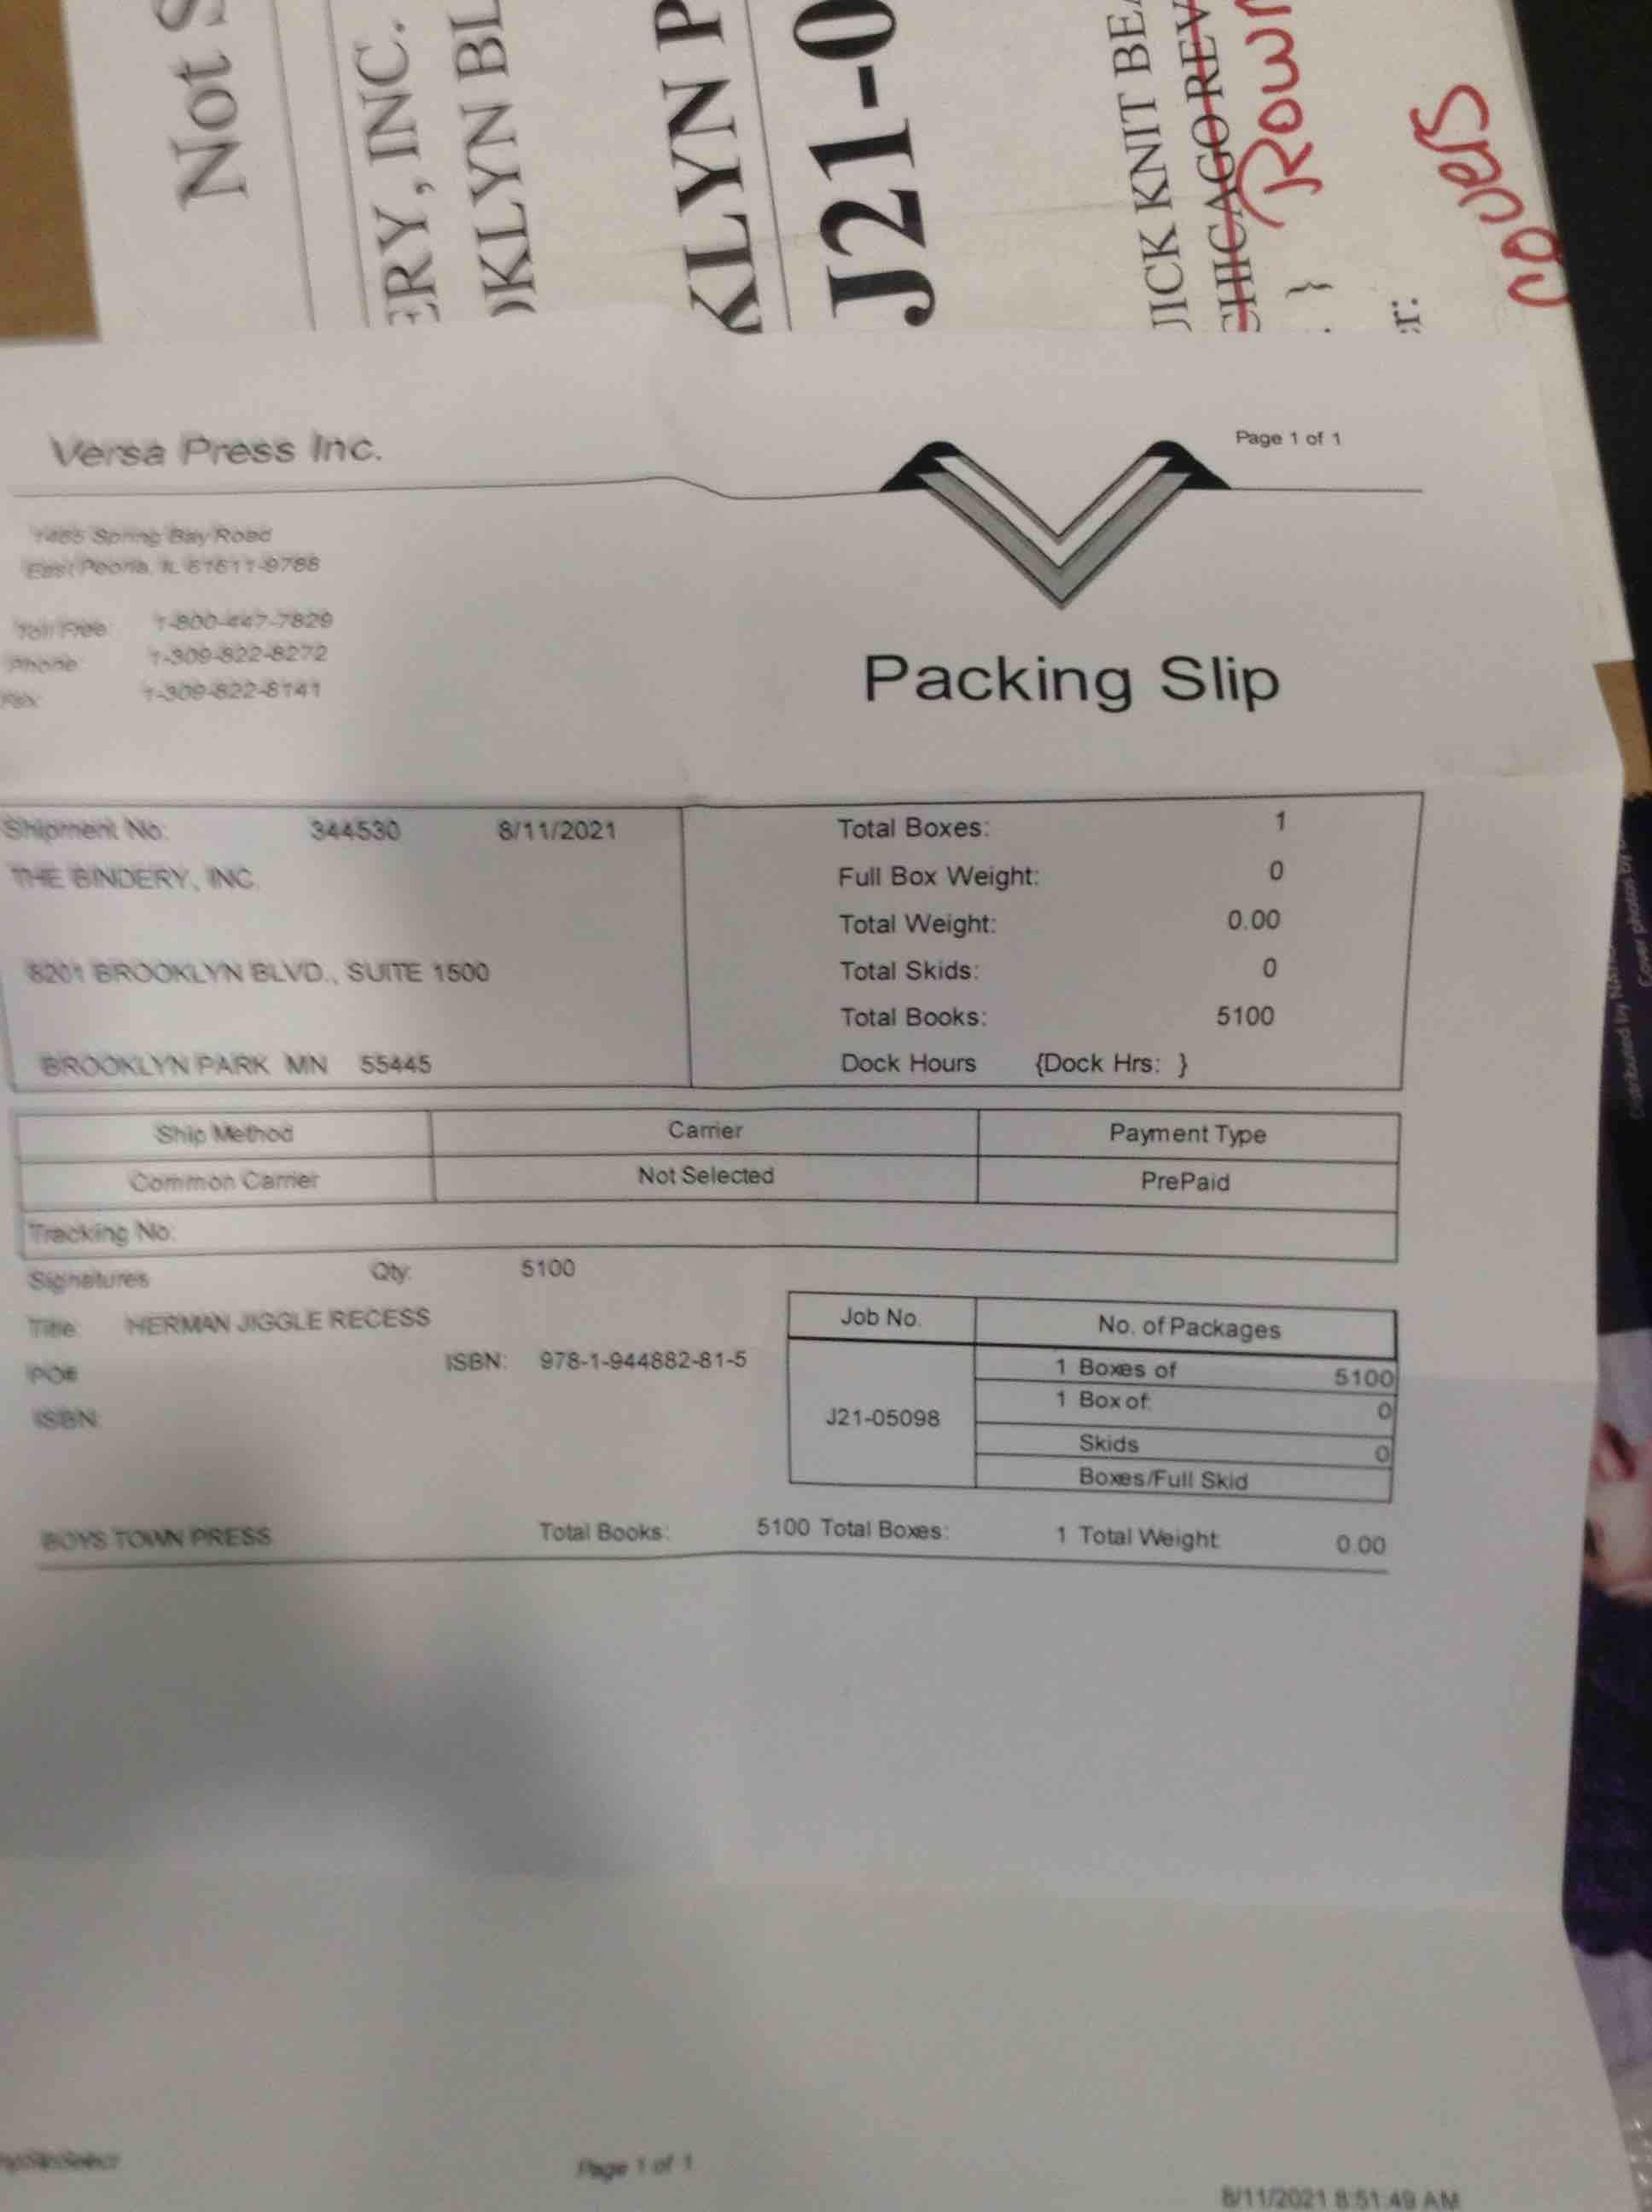 Not S
ERY, INC.
OKLYN BL
KLYN P
J21-0
JICK KNIT BEA
CHICAGO REV
. }
r:
covers
Versa Press Inc.
Page 1 of 1
1465 Spring Bay Road
East Peoria, IL 61611-9788
Toll Free 1-800-447-7829
Phone: 1-309-822-8272
Fax: 1-309-822-8141
Packing Slip
Shipment No: 344530 8/11/2021
THE BINDERY, INC.
8201 BROOKLYN BLVD., SUITE 1500
BROOKLYN PARK MN 55445
Total Boxes: 1
Full Box Weight: 0
Total Weight: 0.00
Total Skids: 0
Total Books: 5100
Dock Hours {Dock Hrs: }
Ship Method Carrier Payment Type
Common Carrier Not Selected PrePaid
Tracking No:
Signatures Qty: 5100
Title: HERMAN JIGGLE RECESS
PO# ISBN: 978-1-944882-81-5
ISBN:
Job No. No. of Packages
J21-05098
1 Boxes of 5100
1 Box of: 0
Skids 0
Boxes/Full Skid
BOYS TOWN PRESS Total Books: 5100 Total Boxes: 1 Total Weight: 0.00
Page 1 of 1
8/11/2021 8:51:49 AM
Cover photos by